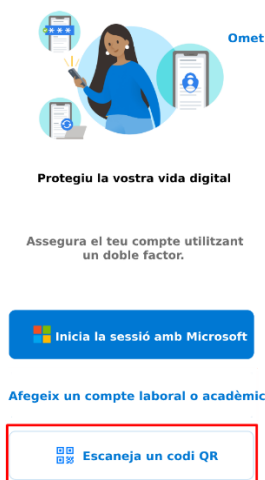 Omet
Protegiu la vostra vida digital
Assegura el teu compte utilitzant
un doble factor.
Inicia la sessió amb Microsoft
Afegeix un compte laboral o acadèmic
Escaneja un codi QR